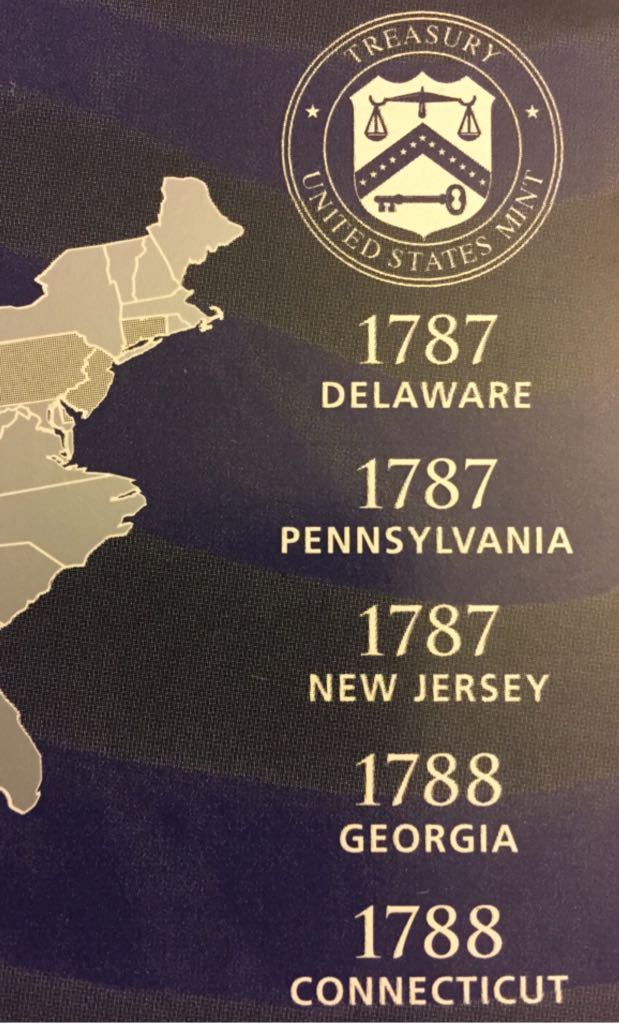 TREASURY
UNITED STATES MINT
1787
DELAWARE
1787
PENNSYLVANIA
1787
NEW JERSEY
1788
GEORGIA
1788
CONNECTICUT